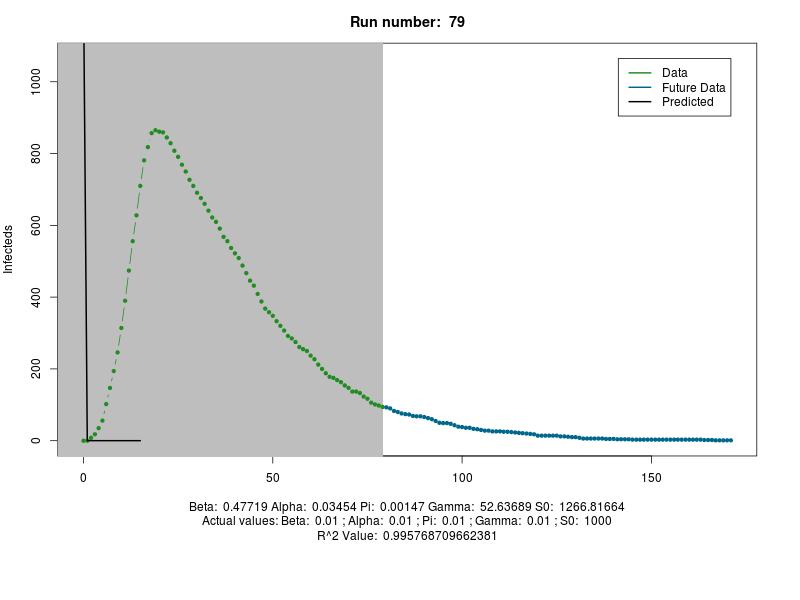 Run number: 79
Infecteds
1000
800
600
400
200
0
Data
Future Data
Predicted
0 50 100 150
Beta: 0.47719 Alpha: 0.03454 Pi: 0.00147 Gamma: 52.63689 S0: 1266.81664
Actual values: Beta: 0.01 ; Alpha: 0.01 ; Pi: 0.01 ; Gamma: 0.01 ; S0: 1000
R^2 Value: 0.995768709662381